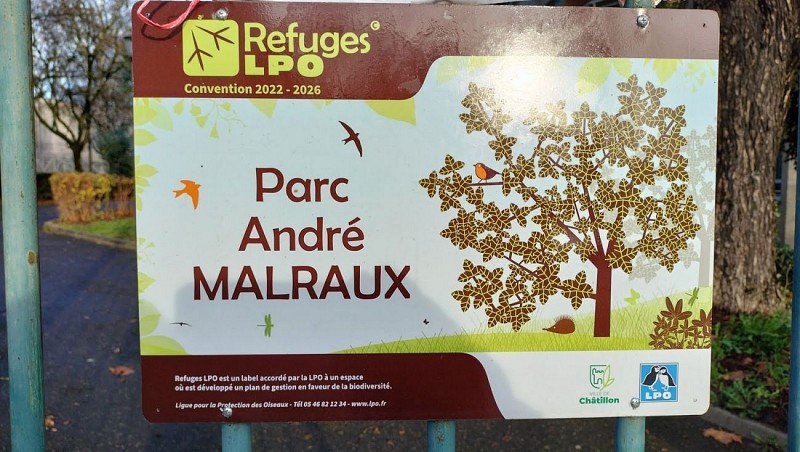 Refuges©
LPO
Convention 2022 - 2026
Parc
André
MALRAUX
Refuges LPO est un label accordé par la LPO à un espace
où est développé un plan de gestion en faveur de la biodiversité.
Ligue pour la Protection des Oiseaux - Tél 05 46 82 12 34 - www.lpo.fr
VILLE DE
Châtillon
LPO